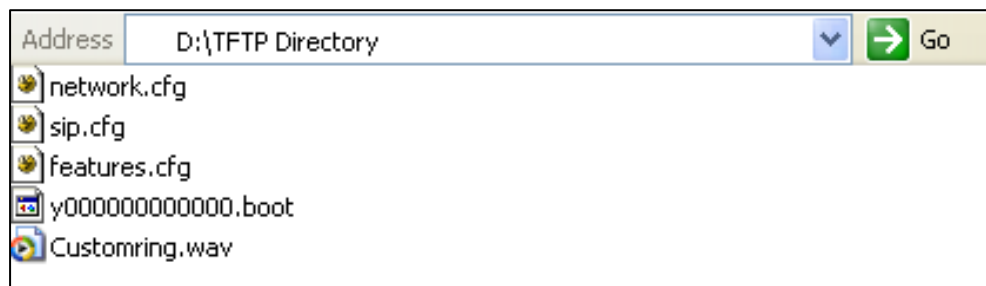 Address D:\TFTP Directory Go
network.cfg
sip.cfg
features.cfg
y000000000000.boot
Customring.wav